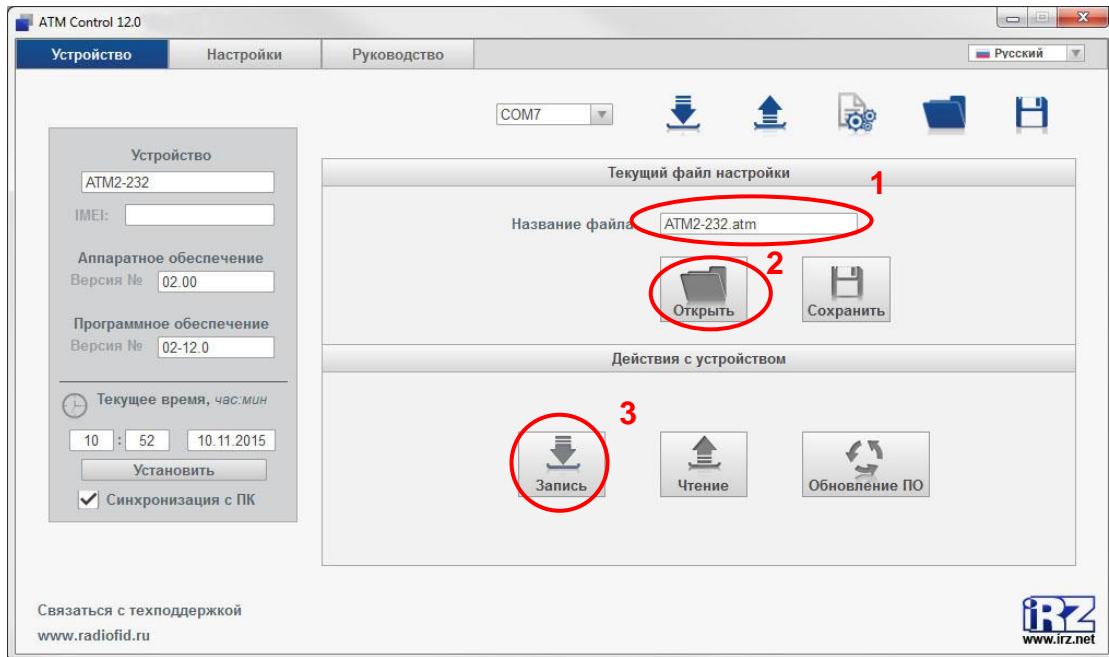 ATM Control 12.0
Устройство
Настройки
Руководство
Русский
COM7
Устройство
ATM2-232
IMEI:
Аппаратное обеспечение
Версия № 02.00
Программное обеспечение
Версия № 02-12.0
Текущее время, час:мин
10 : 52 10.11.2015
Установить
Синхронизация с ПК
Текущий файл настройки
1
Название файла ATM2-232.atm
2
Открыть
Сохранить
Действия с устройством
3
Запись
Чтение
Обновление ПО
Связаться с техподдержкой
www.radiofid.ru
iRZ
www.irz.net